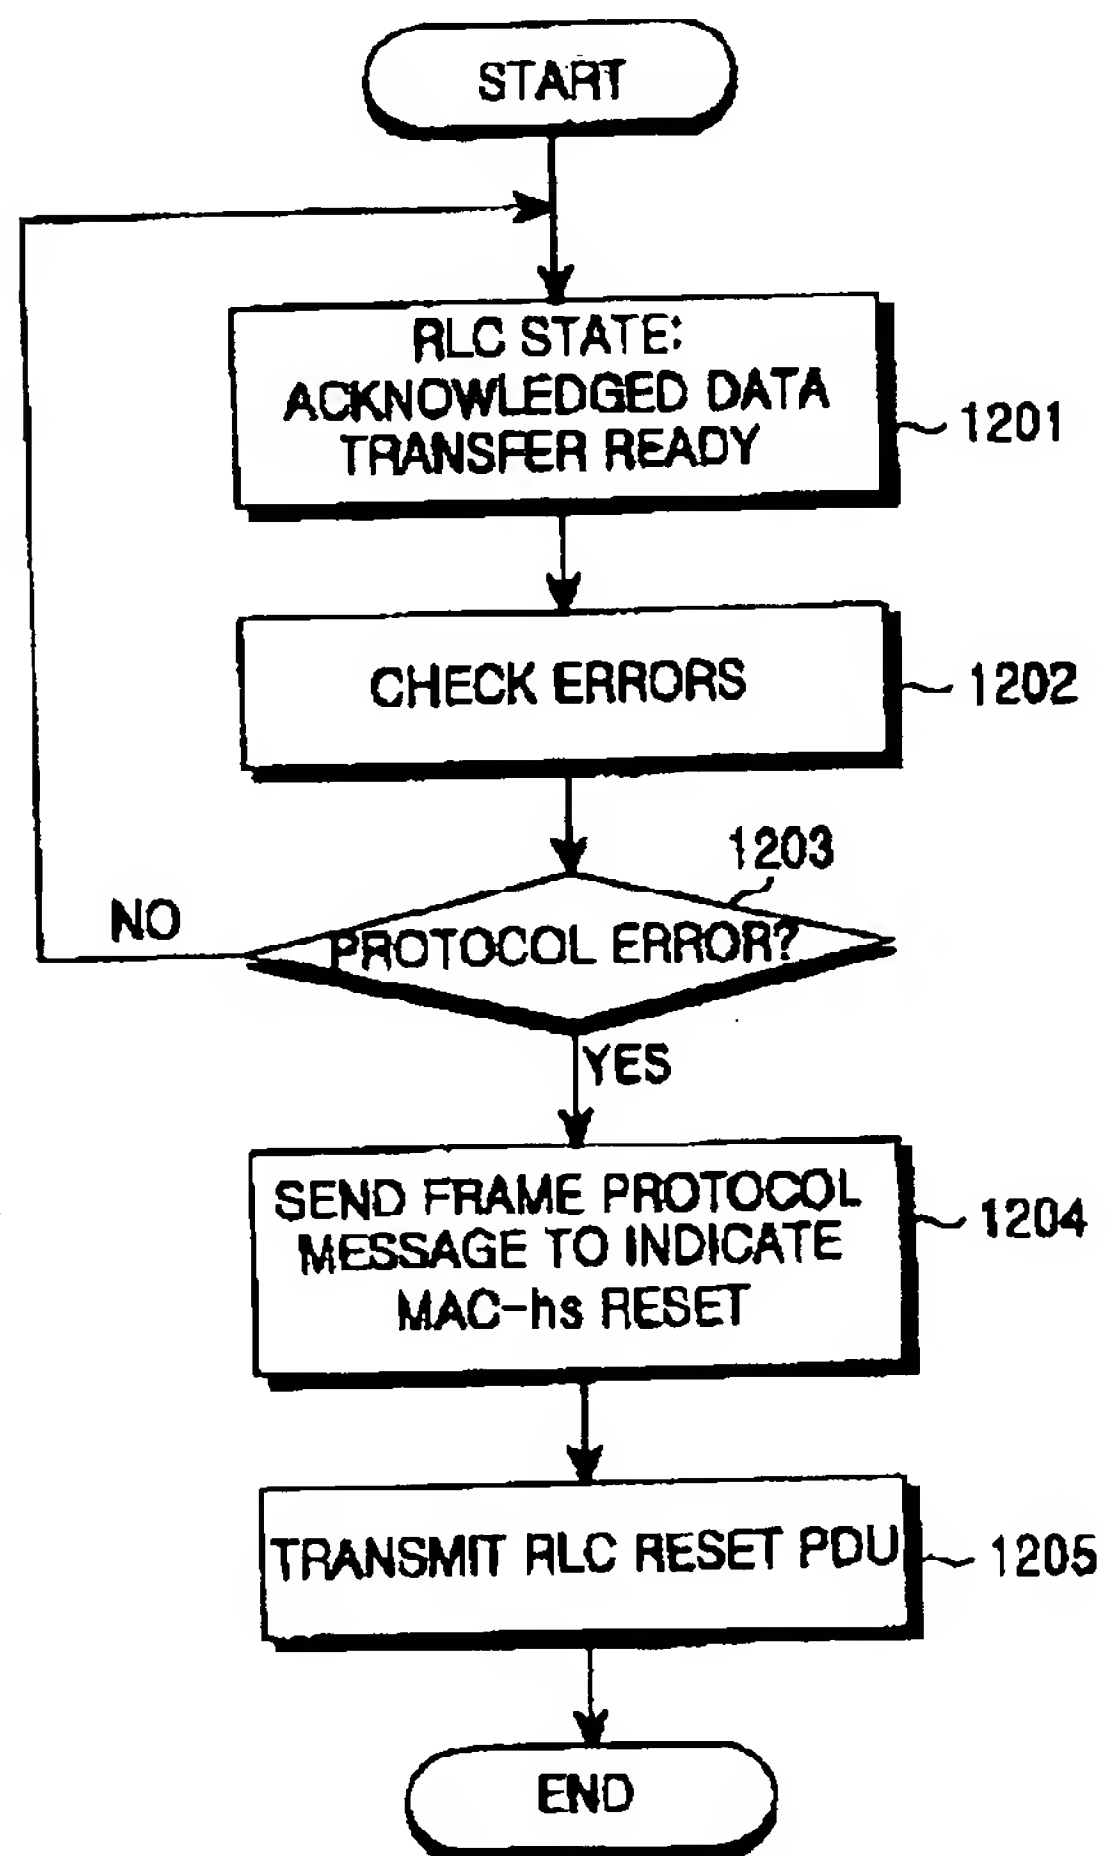 START
RLC STATE:
ACKNOWLEDGED DATA
TRANSFER READY
1201
CHECK ERRORS
1202
1203
PROTOCOL ERROR?
NO
YES
SEND FRAME PROTOCOL
MESSAGE TO INDICATE
MAC-hs RESET
1204
TRANSMIT RLC RESET PDU
1205
END